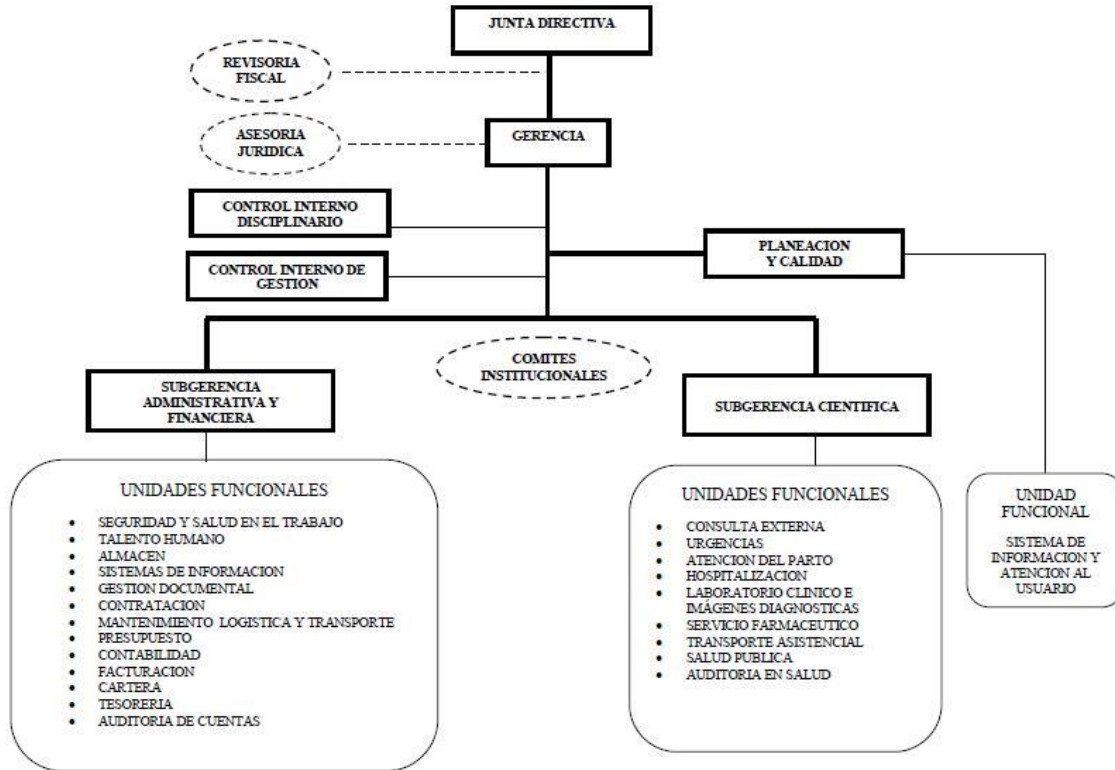 JUNTA DIRECTIVA
REVISORIA
FISCAL
ASESORIA
JURIDICA
GERENCIA
CONTROL INTERNO
DISCIPLINARIO
PLANEACION
Y CALIDAD
CONTROL INTERNO DE
GESTION
COMITES
INSTITUCIONALES
SUBGERENCIA
ADMINISTRATIVA Y
FINANCIERA
SUBGERENCIA CIENTIFICA
UNIDADES FUNCIONALES
• SEGURIDAD Y SALUD EN EL TRABAJO
• TALENTO HUMANO
• ALMACEN
• SISTEMAS DE INFORMACION
• GESTION DOCUMENTAL
• CONTRATACION
• MANTENIMIENTO LOGISTICA Y TRANSPORTE
• PRESUPUESTO
• CONTABILIDAD
• FACTURACION
• CARTERA
• TESORERIA
• AUDITORIA DE CUENTAS
UNIDADES FUNCIONALES
• CONSULTA EXTERNA
• URGENCIAS
• ATENCION DEL PARTO
• HOSPITALIZACION
• LABORATORIO CLINICO E
IMÁGENES DIAGNOSTICAS
• SERVICIO FARMACEUTICO
• TRANSPORTE ASISTENCIAL
• SALUD PUBLICA
• AUDITORIA EN SALUD
UNIDAD
FUNCIONAL
SISTEMA DE
INFORMACION Y
ATENCION AL
USUARIO